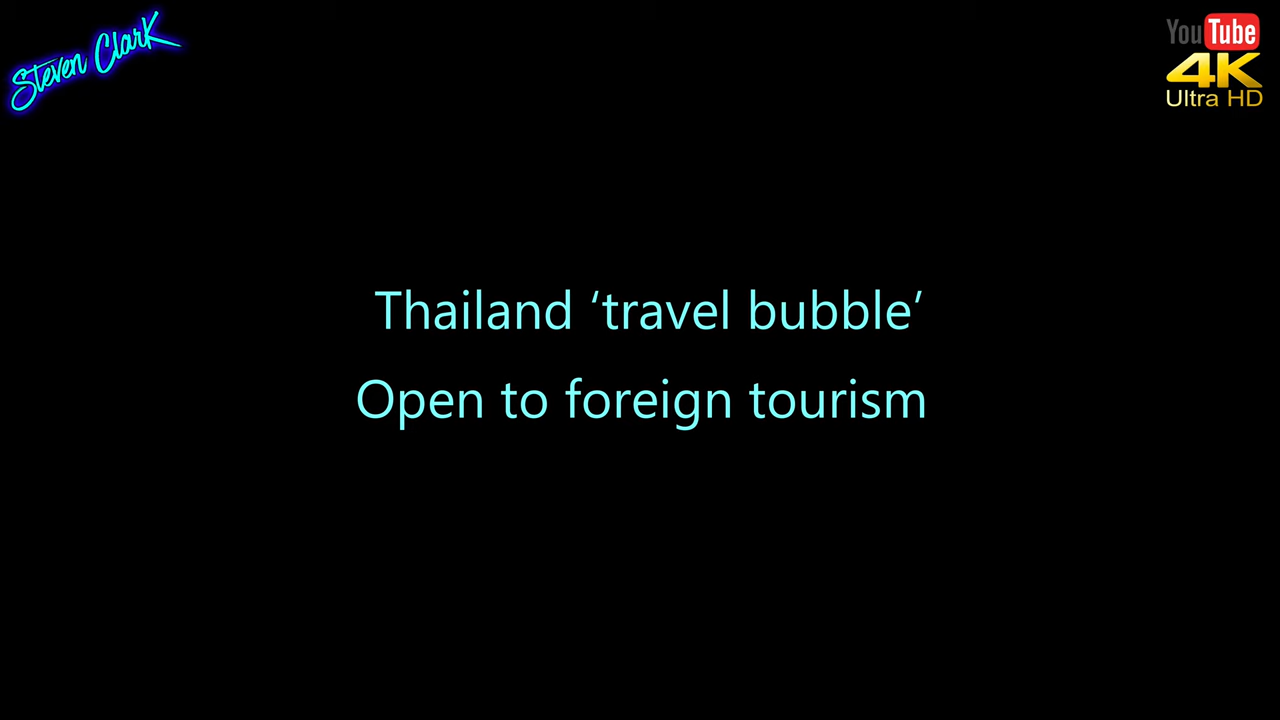 Steven Clark
YouTube
4K
Ultra HD
Thailand ‘travel bubble’
Open to foreign tourism